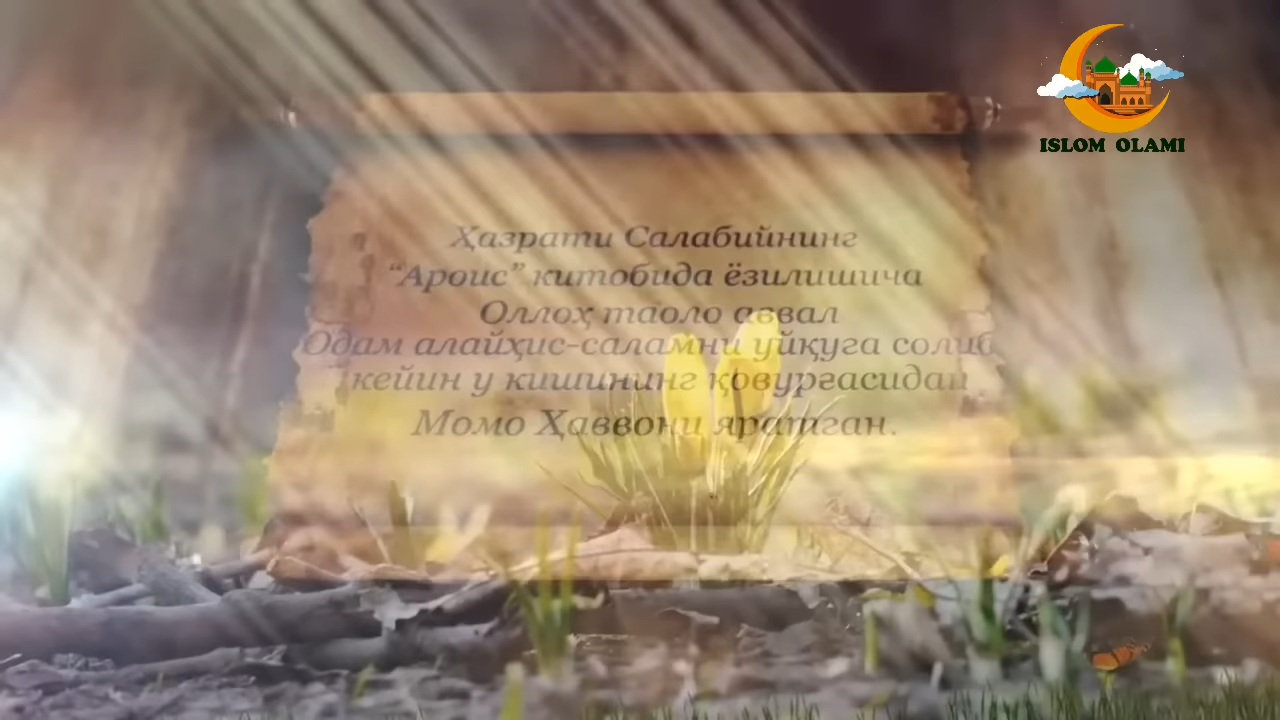 ISLOM OLAMI
Ҳазрати Салабийнинг
“Ароис” китобида ёзилишича
Оллоҳ таоло аввал
Одам алайҳис-саламни уйқуга солиб
кейин у кишининг қовурғасидан
Момо Ҳаввони яратган.